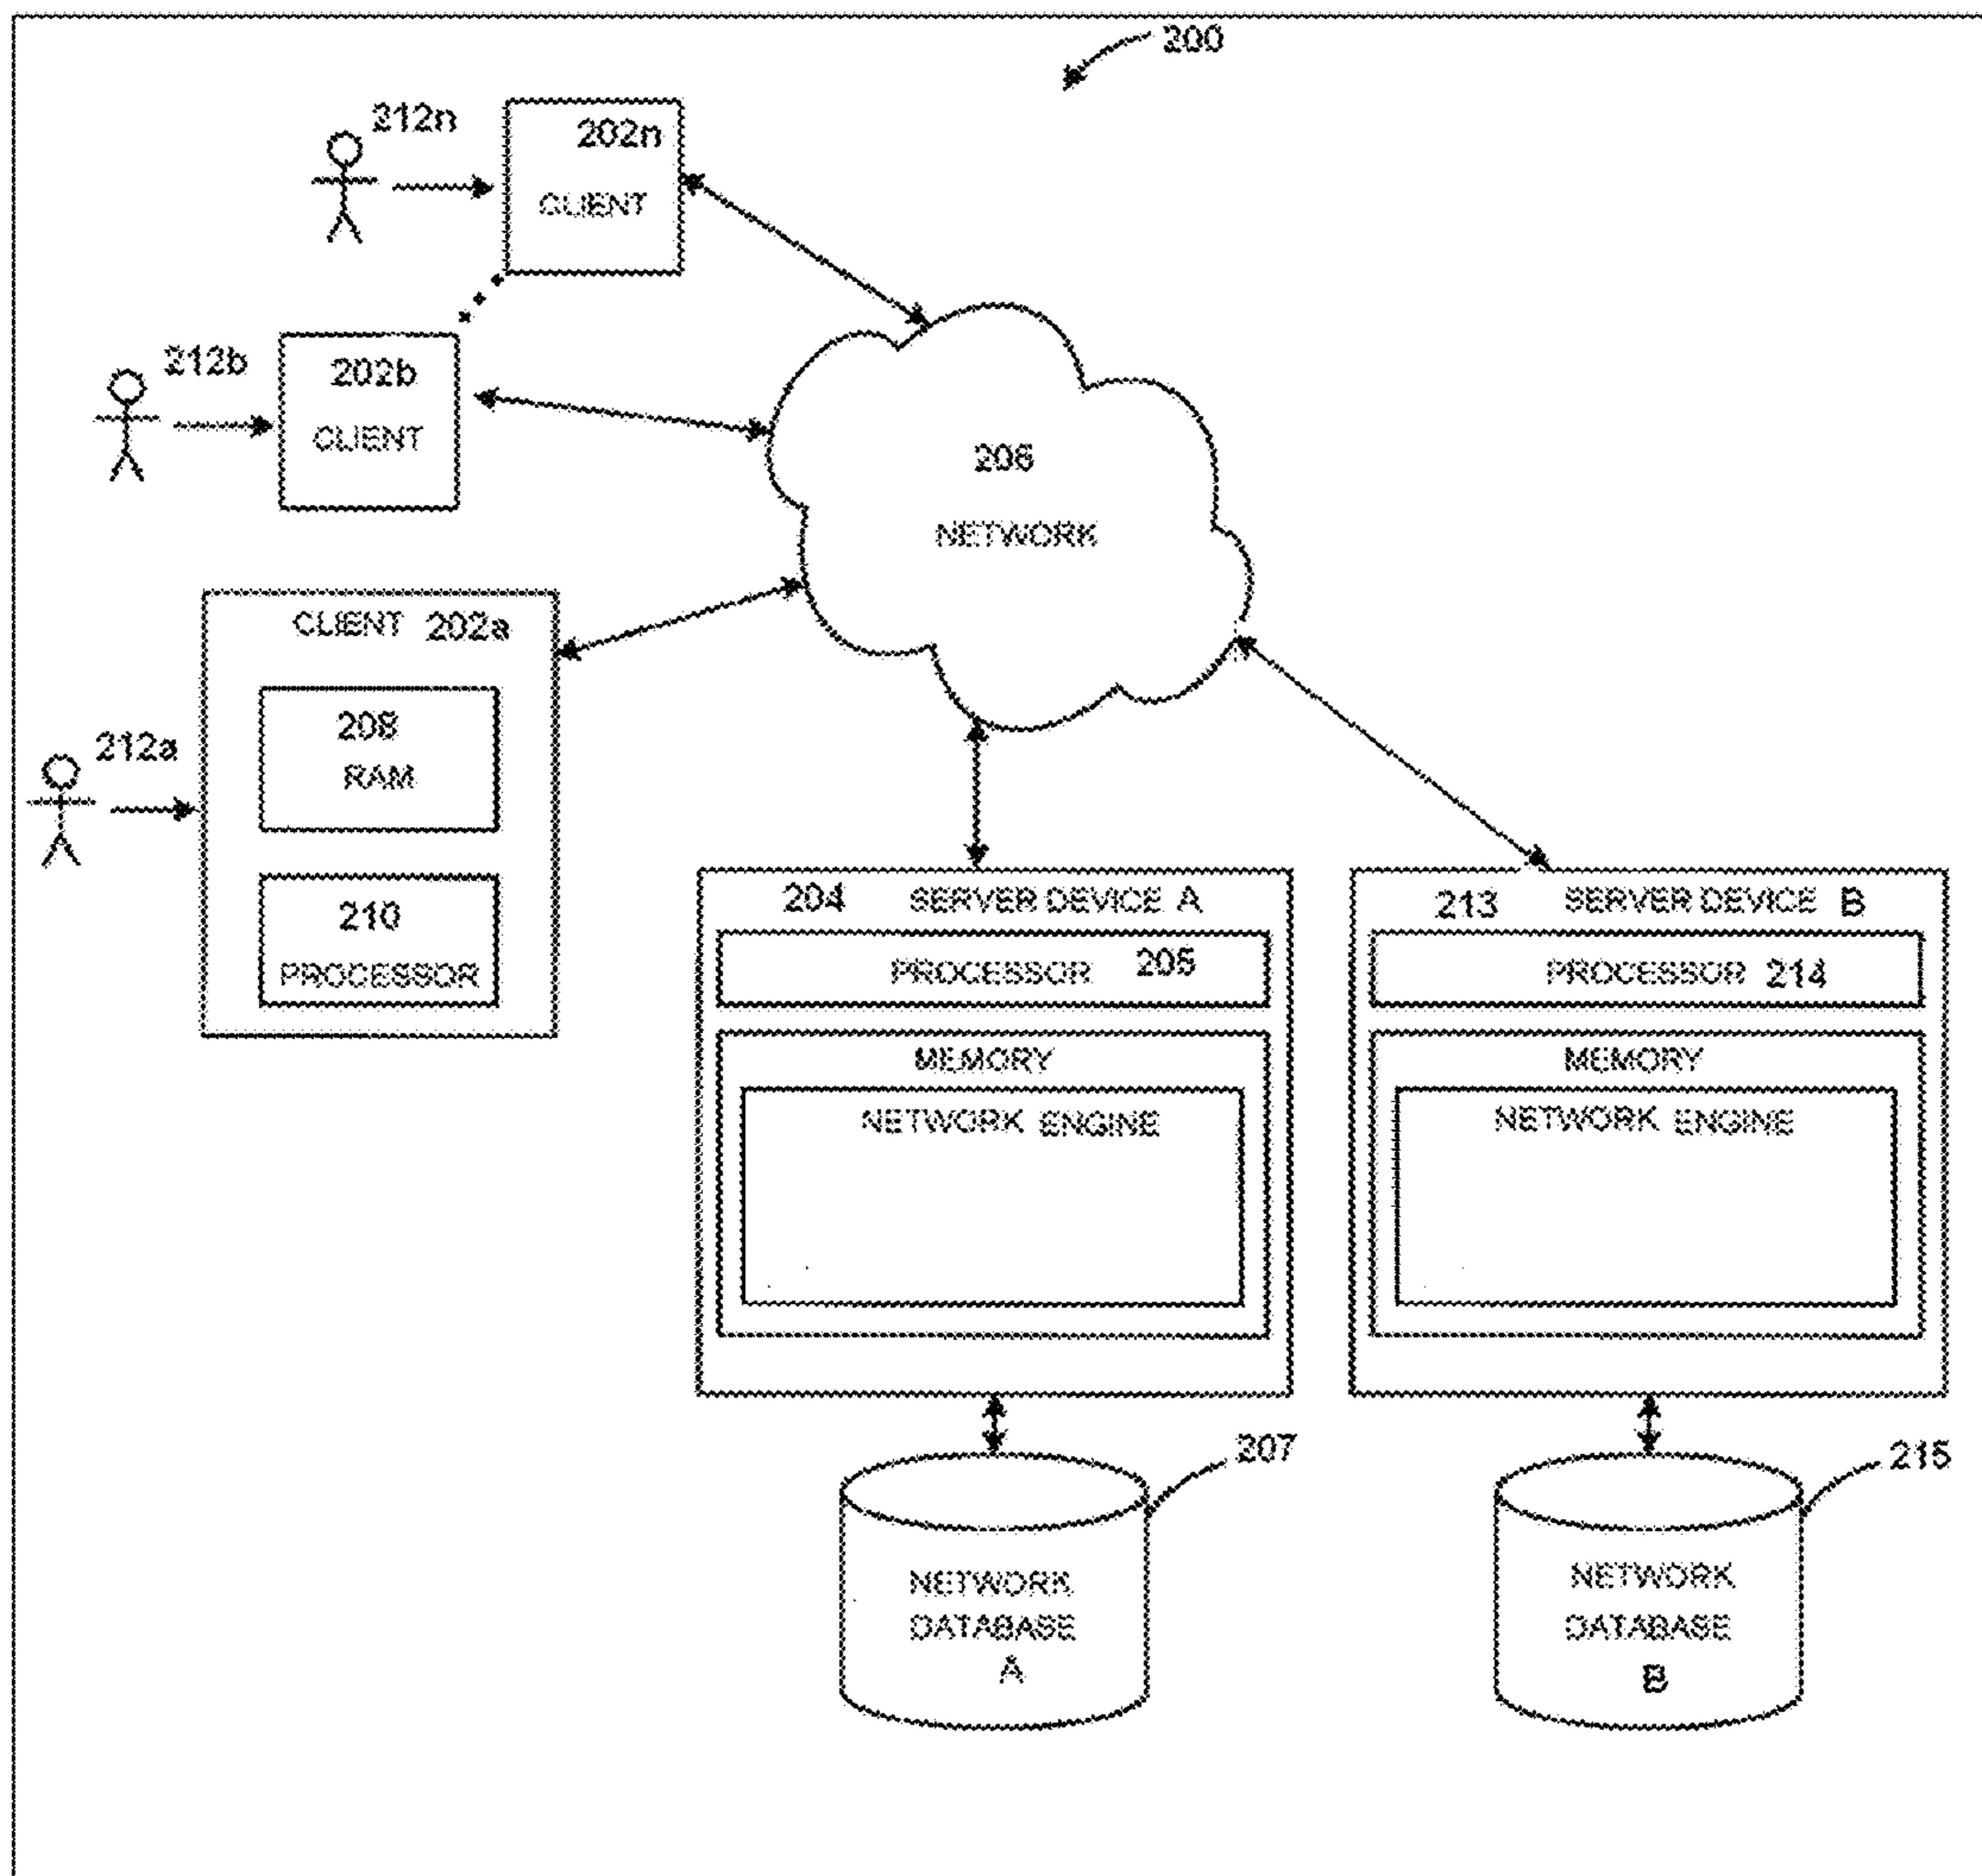 200
212n
202n
CLIENT
212b
202b
CLIENT
206
NETWORK
CLIENT 202a
212a
208
RAM
210
PROCESSOR
204 SERVER DEVICE A
PROCESSOR 205
MEMORY
NETWORK ENGINE
213 SERVER DEVICE B
PROCESSOR 214
MEMORY
NETWORK ENGINE
207
NETWORK
DATABASE
A
215
NETWORK
DATABASE
B